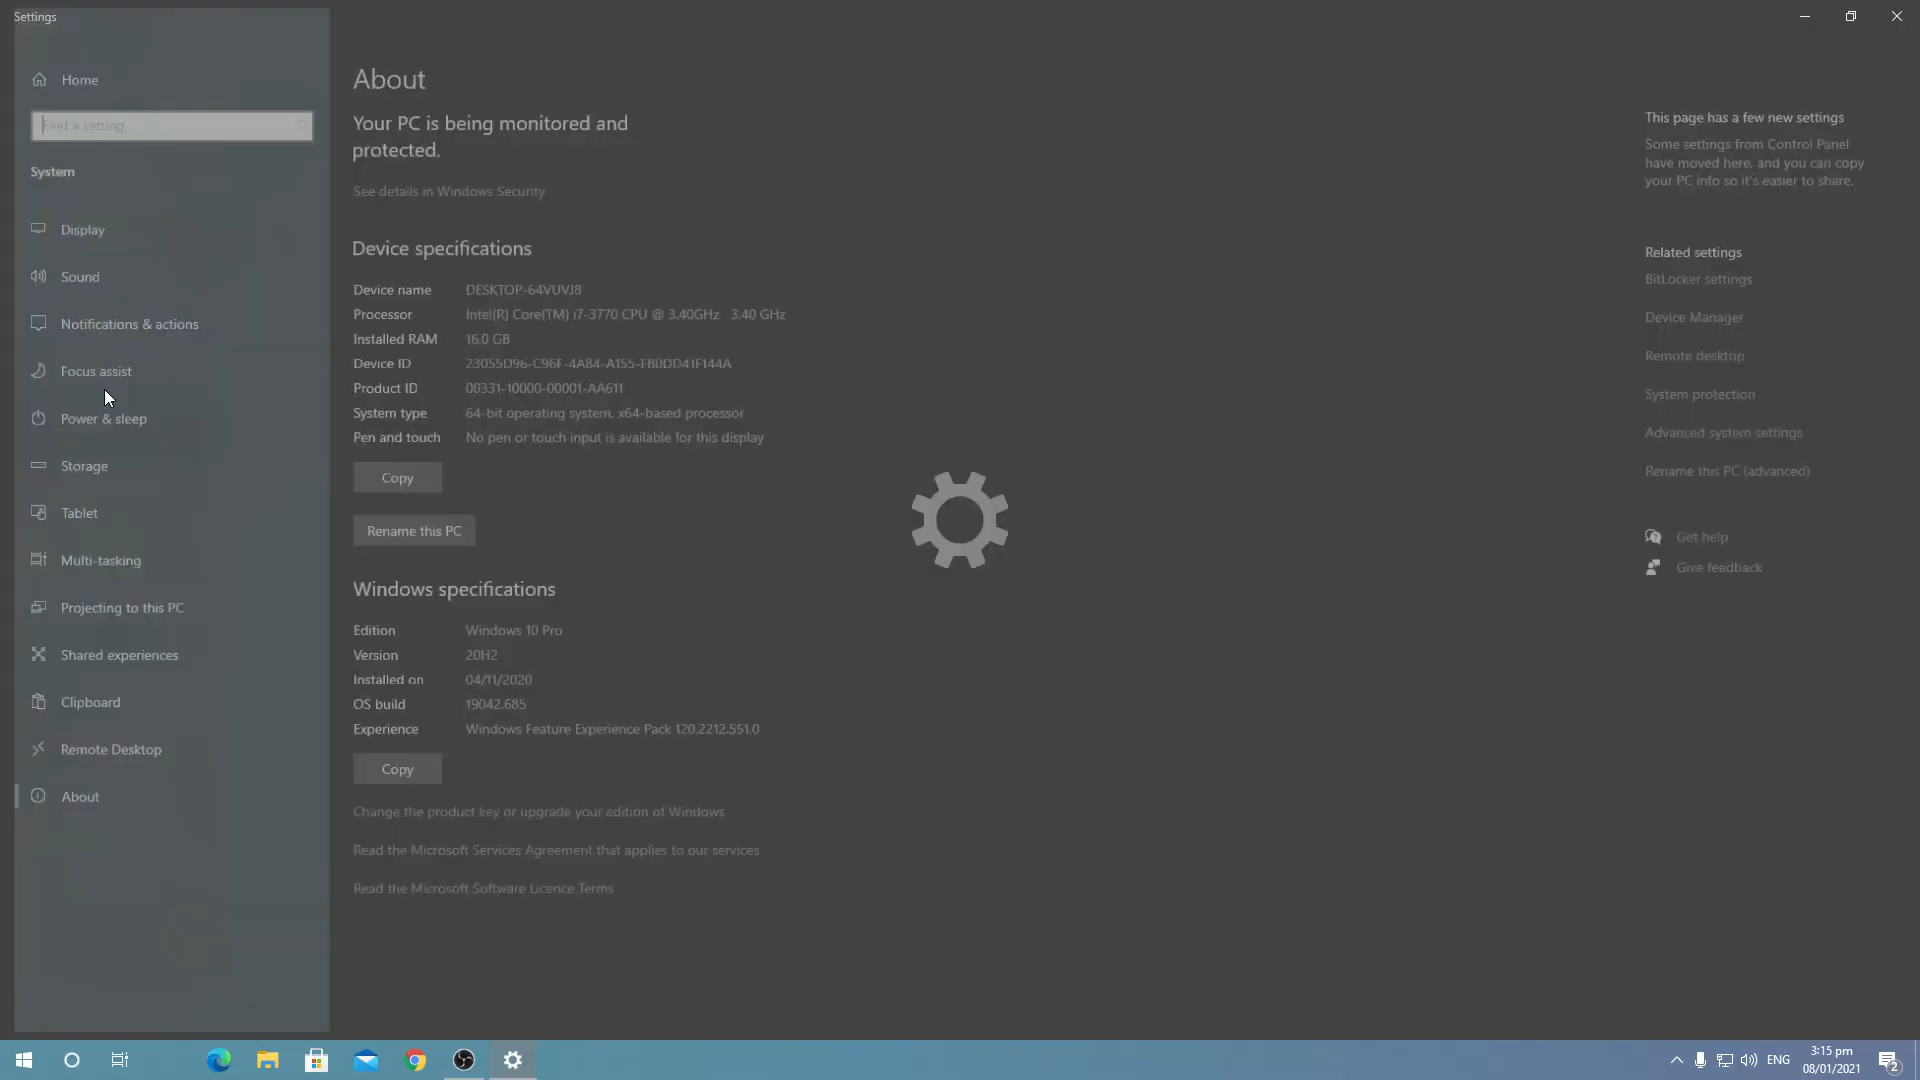 Settings
Home
Find a setting
System
Display
Sound
Notifications & actions
Focus assist
Power & sleep
Storage
Tablet
Multi-tasking
Projecting to this PC
Shared experiences
Clipboard
Remote Desktop
About
About
Your PC is being monitored and
protected.
See details in Windows Security
Device specifications
Device name DESKTOP-64VUVJ8
Processor Intel(R) Core(TM) i7-3770 CPU @ 3.40GHz 3.40 GHz
Installed RAM 16.0 GB
Device ID 23055D96-C96F-4A84-A155-FB0DD41F144A
Product ID 00331-10000-00001-AA611
System type 64-bit operating system, x64-based processor
Pen and touch No pen or touch input is available for this display
Copy
Rename this PC
Windows specifications
Edition Windows 10 Pro
Version 20H2
Installed on 04/11/2020
OS build 19042.685
Experience Windows Feature Experience Pack 120.2212.551.0
Copy
Change the product key or upgrade your edition of Windows
Read the Microsoft Services Agreement that applies to our services
Read the Microsoft Software Licence Terms
This page has a few new settings
Some settings from Control Panel
have moved here, and you can copy
your PC info so it's easier to share.
Related settings
BitLocker settings
Device Manager
Remote desktop
System protection
Advanced system settings
Rename this PC (advanced)
Get help
Give feedback
ENG
3:15 pm
08/01/2021
2